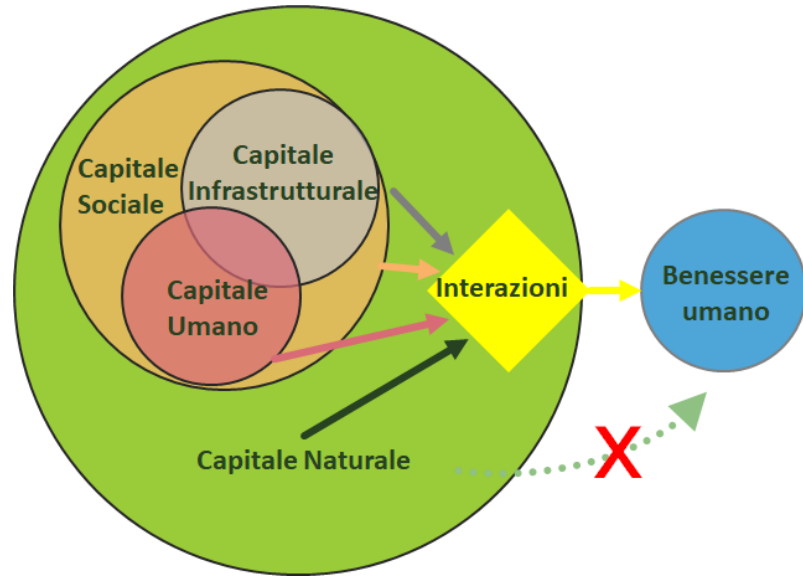 Capitale
Sociale
Capitale
Infrastrutturale
Capitale
Umano
Interazioni
Benessere
umano
Capitale Naturale
X